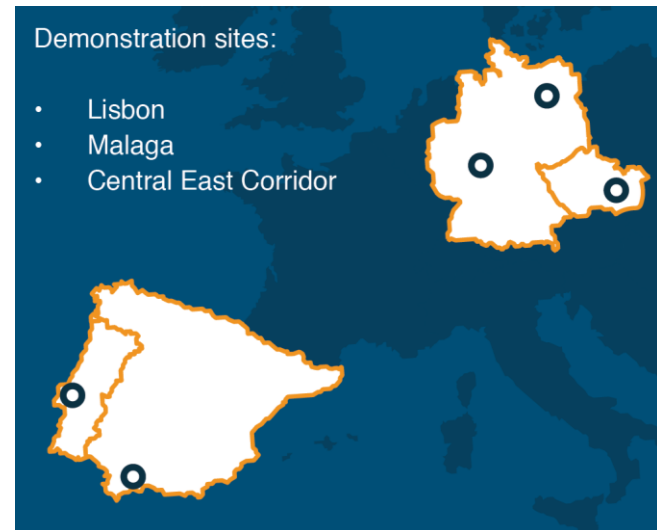 Demonstration sites:
• Lisbon
• Malaga
• Central East Corridor